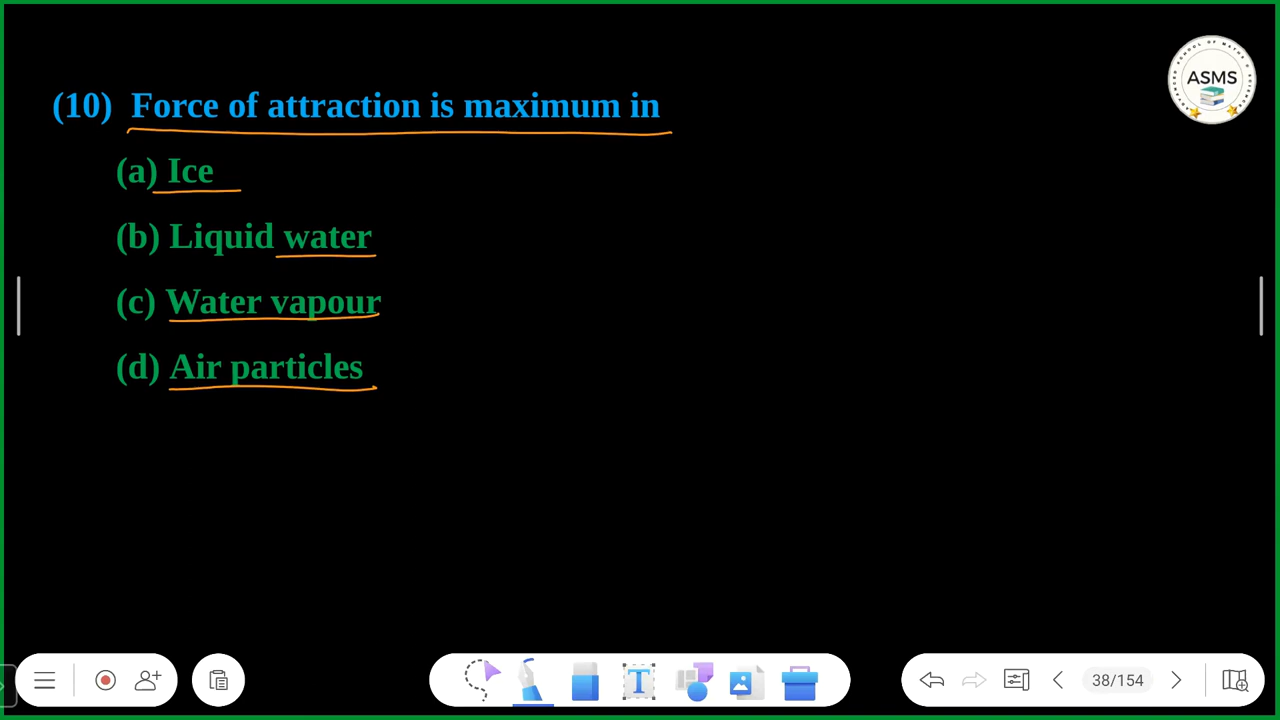 (10) Force of attraction is maximum in
(a) Ice
(b) Liquid water
(c) Water vapour
(d) Air particles
ASMS
38/154